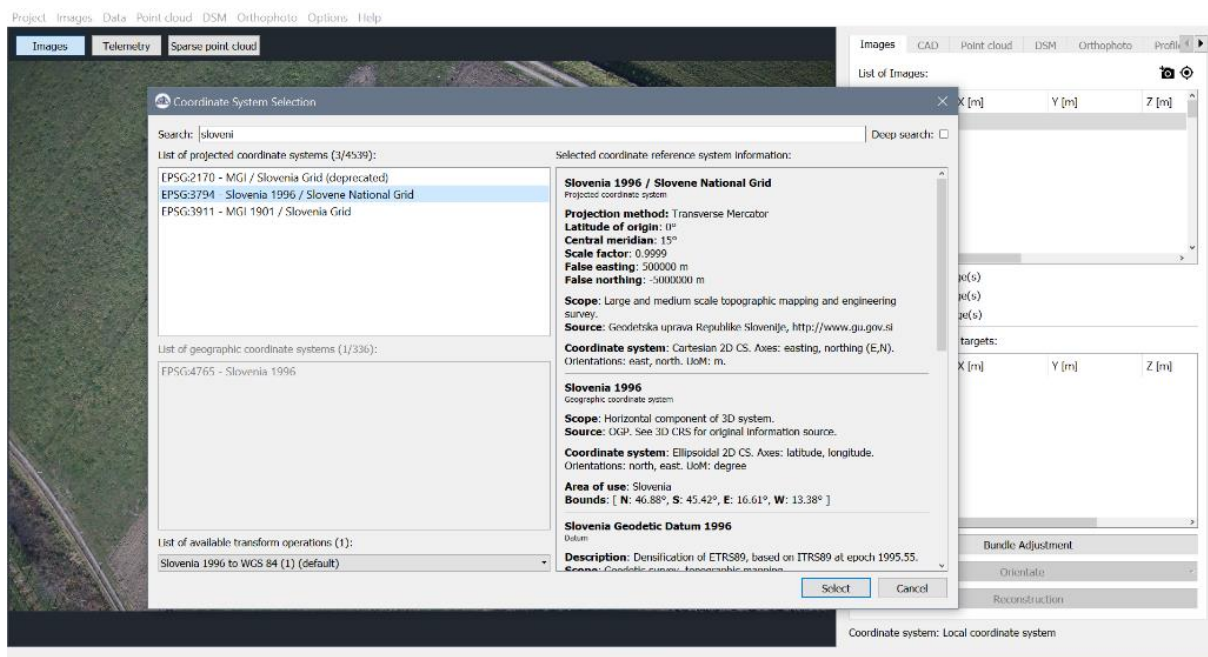 Project Images Data Point cloud DSM Orthophoto Options Help
Images Telemetry Sparse point cloud
Images CAD Point cloud DSM Orthophoto
List of Images:
X [m] Y [m] Z [m]
Coordinate System Selection
Search: sloveni Deep search:
List of projected coordinate systems (3/4539):
EPSG:2170 - MGI / Slovenia Grid (deprecated)
EPSG:3794 - Slovenia 1996 / Slovene National Grid
EPSG:3911 - MGI 1901 / Slovenia Grid
List of geographic coordinate systems (1/336):
EPSG:4765 - Slovenia 1996
List of available transform operations (1):
Slovenia 1996 to WGS 84 (1) (default)
Selected coordinate reference system information:
Slovenia 1996 / Slovene National Grid
Projected coordinate system
Projection method: Transverse Mercator
Latitude of origin: 0°
Central meridian: 15°
Scale factor: 0.9999
False easting: 500000 m
False northing: -5000000 m
Scope: Large and medium scale topographic mapping and engineering
survey.
Source: Geodetska uprava Republike Slovenije, http://www.gu.gov.si
Coordinate system: Cartesian 2D CS. Axes: easting, northing (E,N).
Orientations: east, north. UoM: m.
Slovenia 1996
Geographic coordinate system
Scope: Horizontal component of 3D system.
Source: OGP. See 3D CRS for original information source.
Coordinate system: Ellipsoidal 2D CS. Axes: latitude, longitude.
Orientations: north, east. UoM: degree
Area of use: Slovenia
Bounds: [ N: 46.88°, S: 45.42°, E: 16.61°, W: 13.38° ]
Slovenia Geodetic Datum 1996
Datum
Description: Densification of ETRS89, based on ITRS89 at epoch 1995.55.
Scope: Geodetic survey, topographic mapping
Select Cancel
ge(s)
ge(s)
ge(s)
targets:
X [m] Y [m] Z [m]
Bundle Adjustment
Orientate
Reconstruction
Coordinate system: Local coordinate system